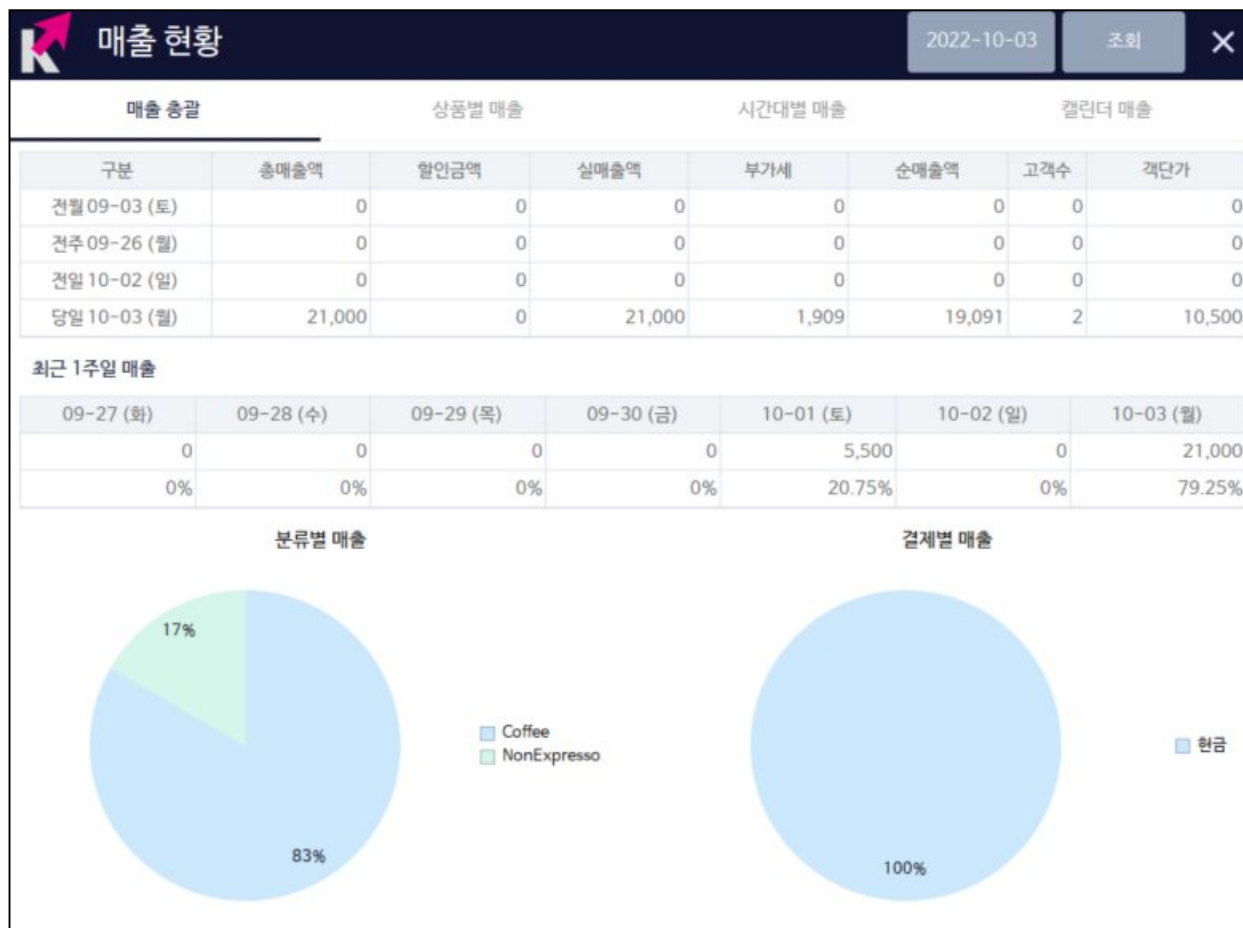 K 매출 현황 2022-10-03 조회 ×
매출 총괄 상품별 매출 시간대별 매출 캘린더 매출
구분 총매출액 할인금액 실매출액 부가세 순매출액 고객수 객단가
전월 09-03 (토) 0 0 0 0 0 0 0
전주 09-26 (월) 0 0 0 0 0 0 0
전일 10-02 (일) 0 0 0 0 0 0 0
당일 10-03 (월) 21,000 0 21,000 1,909 19,091 2 10,500
최근 1주일 매출
09-27 (화) 09-28 (수) 09-29 (목) 09-30 (금) 10-01 (토) 10-02 (일) 10-03 (월)
0 0 0 0 5,500 0 21,000
0% 0% 0% 0% 20.75% 0% 79.25%
분류별 매출 결제별 매출
17%
Coffee
NonExpresso
83%
현금
100%